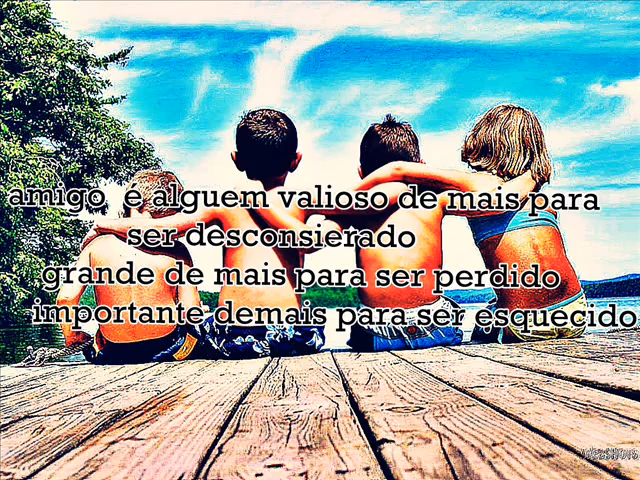 amigo é alguem valioso de mais para
ser desconsierado
grande de mais para ser perdido
importante demais para ser esquecido